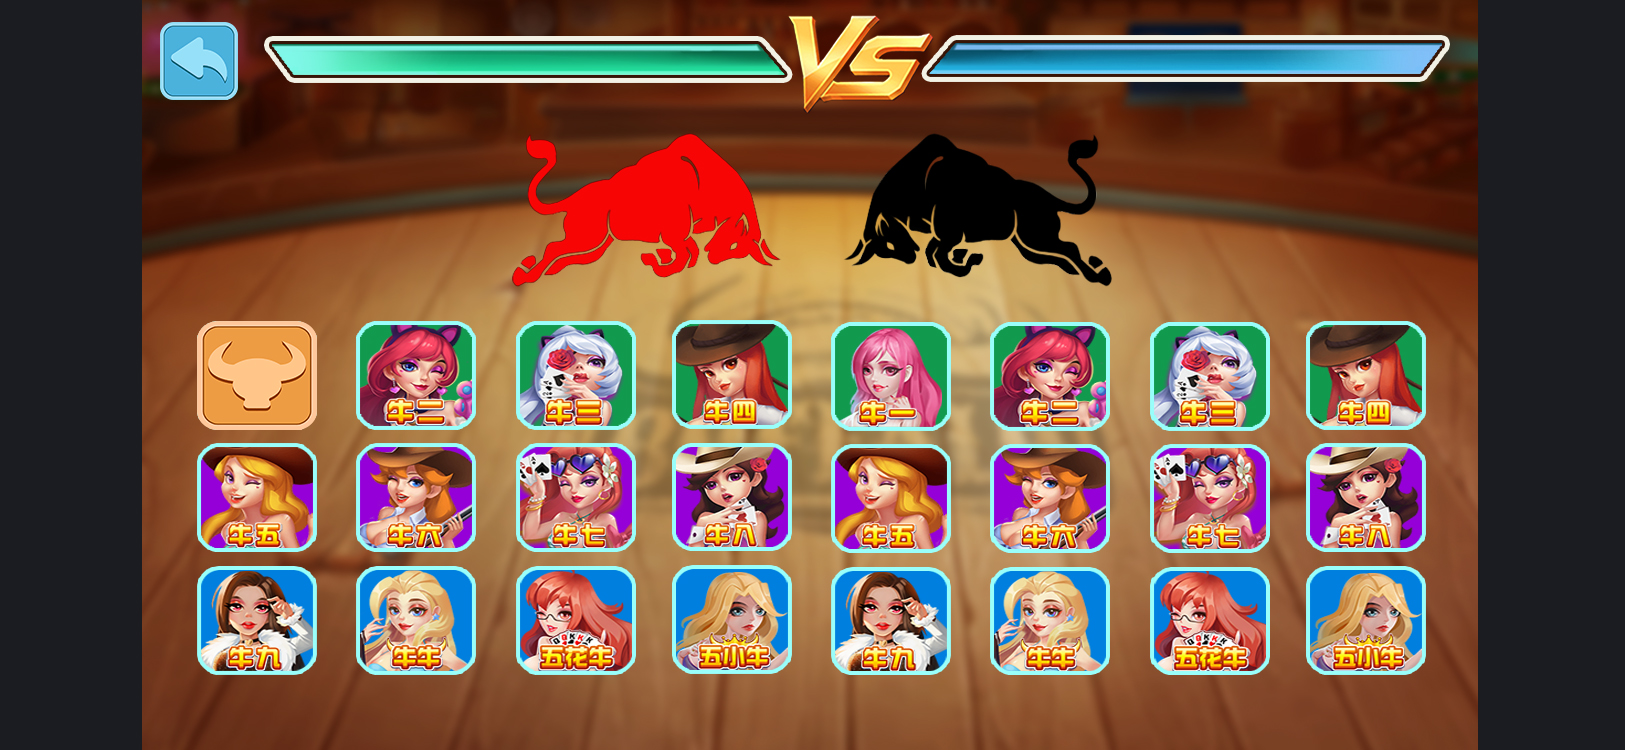 VS
牛二 牛三 牛四 牛一 牛二 牛三 牛四
牛五 牛六 牛七 牛八 牛五 牛六 牛七 牛八
牛九 牛牛 五花牛 五小牛 牛九 牛牛 五花牛 五小牛